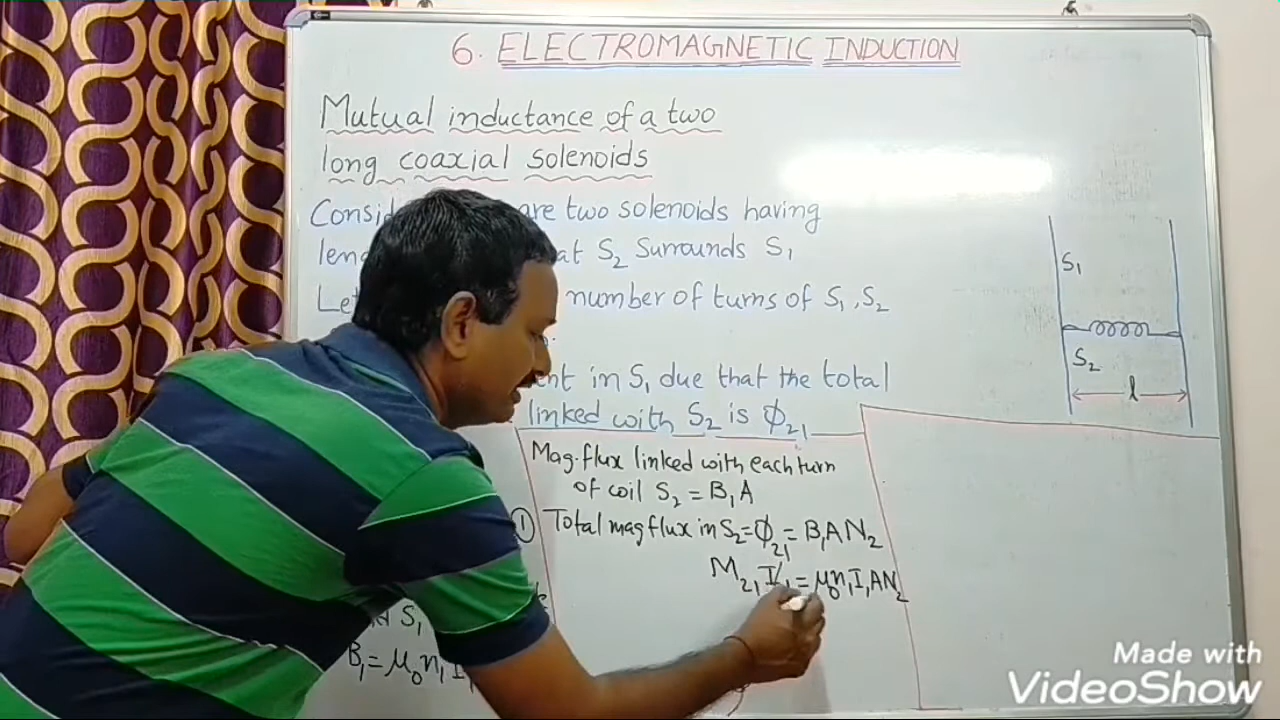 6. ELECTROMAGNETIC INDUCTION
Mutual inductance of a two
long coaxial solenoids
are two solenoids having
at S₂ surrounds S₁
Let number of turns of S₁, S₂
in S₁ due that the total
linked with S₂ is Φ₂₁
Mag. flux linked with each turn
of coil S₂ = B₁A
① Total mag flux in S₂ = Φ₂₁ = B₁AN₂
M₂₁ I₁ = μ₀n₁I₁AN₂
S₁
B₁ = μ₀n₁I₁
S₁
S₂
l
Made with
VideoShow